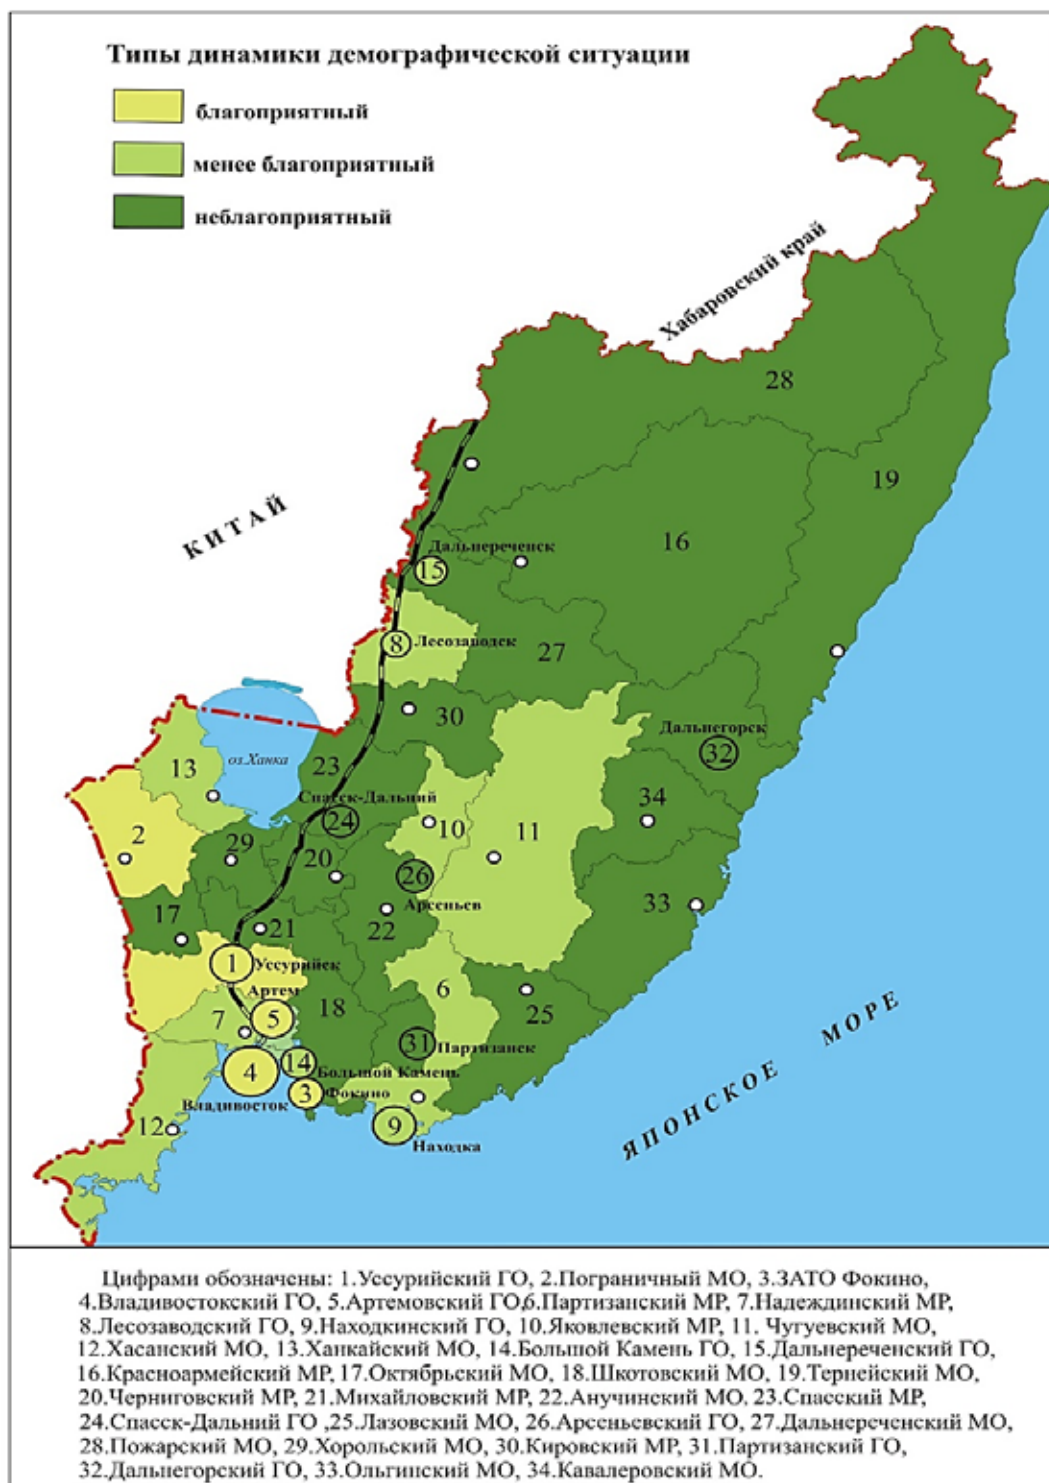 Типы динамики демографической ситуации
благоприятный
менее благоприятный
неблагоприятный
Хабаровский край
28
19
КИТАЙ
16
Дальнереченск
15
8
Лесозаводск
27
30
Дальнегорск
32
оз.Ханка
13
23
Спасск-Дальний
24
10
11
34
2
29
20
26
Арсеньев
33
17
21
22
1
Уссурийск
Артем
6
18
25
5
7
31
Партизанск
14
Большой Камень
4
3
Фокино
Владивосток
12
9
Находка
ЯПОНСКОЕ МОРЕ
Цифрами обозначены: 1.Уссурийский ГО, 2.Пограничный МО, 3.ЗАТО Фокино,
4.Владивостокский ГО, 5.Артемовский ГО,6.Партизанский МР, 7.Надеждинский МР,
8.Лесозаводский ГО, 9.Находкинский ГО, 10.Яковлевский МР, 11. Чугуевский МО,
12.Хасанский МО, 13.Ханкайский МО, 14.Большой Камень ГО, 15.Дальнереченский ГО,
16.Красноармейский МР, 17.Октябрьский МО, 18.Шкотовский МО, 19.Тернейский МО,
20.Черниговский МР, 21.Михайловский МР, 22.Анучинский МО, 23.Спасский МР,
24.Спасск-Дальний ГО ,25.Лазовский МО, 26.Арсеньевский ГО, 27.Дальнереченский МО,
28.Пожарский МО, 29.Хорольский МО, 30.Кировский МР, 31.Партизанский ГО,
32.Дальнегорский ГО, 33.Ольгинский МО, 34.Кавалеровский МО.